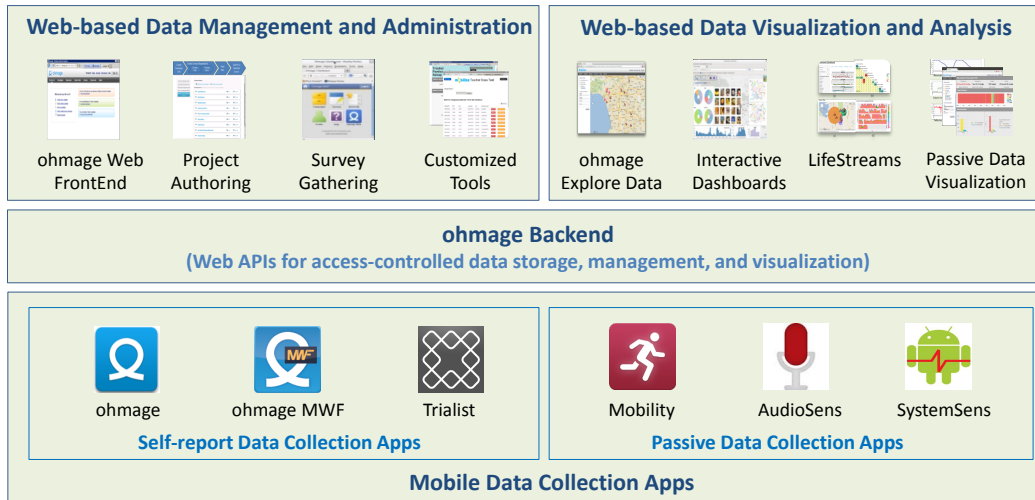 Web-based Data Management and Administration
ohmage Web
FrontEnd
Project
Authoring
Survey
Gathering
Customized
Tools
Web-based Data Visualization and Analysis
ohmage
Explore Data
Interactive
Dashboards
LifeStreams
Passive Data
Visualization
ohmage Backend
(Web APIs for access-controlled data storage, management, and visualization)
MWF
ohmage
ohmage MWF
Trialist
Self-report Data Collection Apps
Mobility
AudioSens
SystemSens
Passive Data Collection Apps
Mobile Data Collection Apps